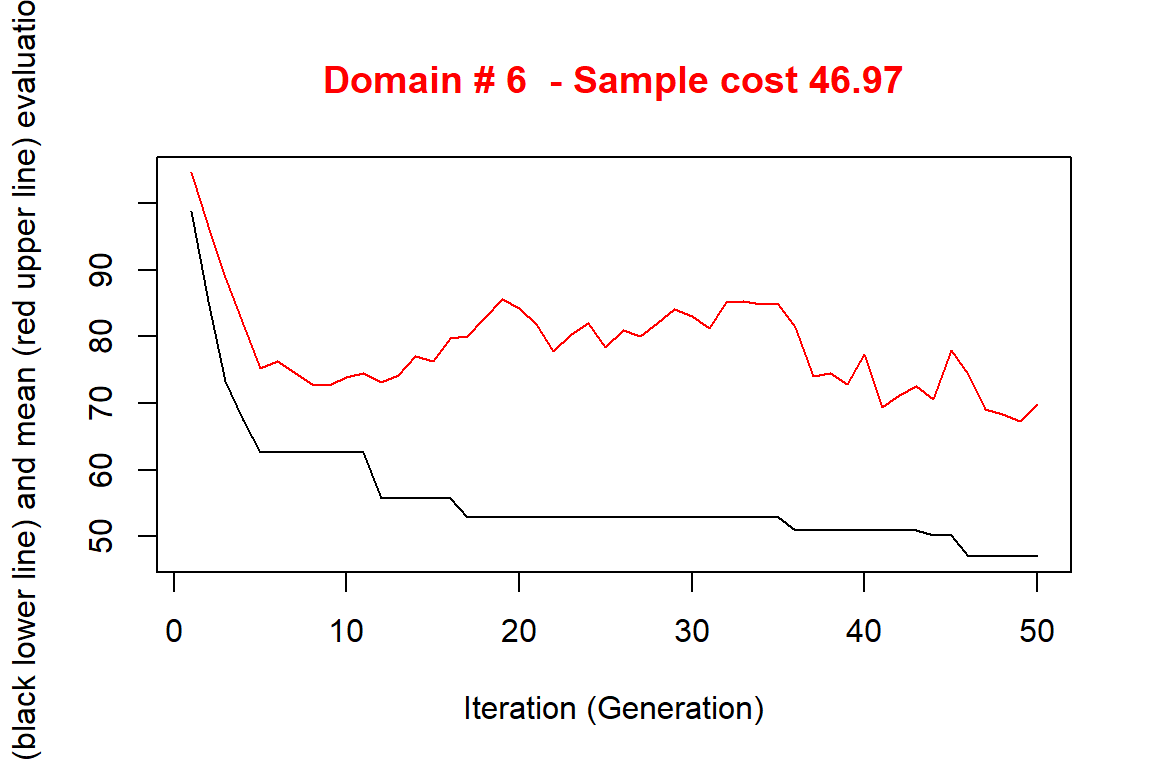 Domain # 6  - Sample cost 46.97
(black lower line) and mean (red upper line) evaluatio
90
80
70
60
50
0 10 20 30 40 50
Iteration (Generation)